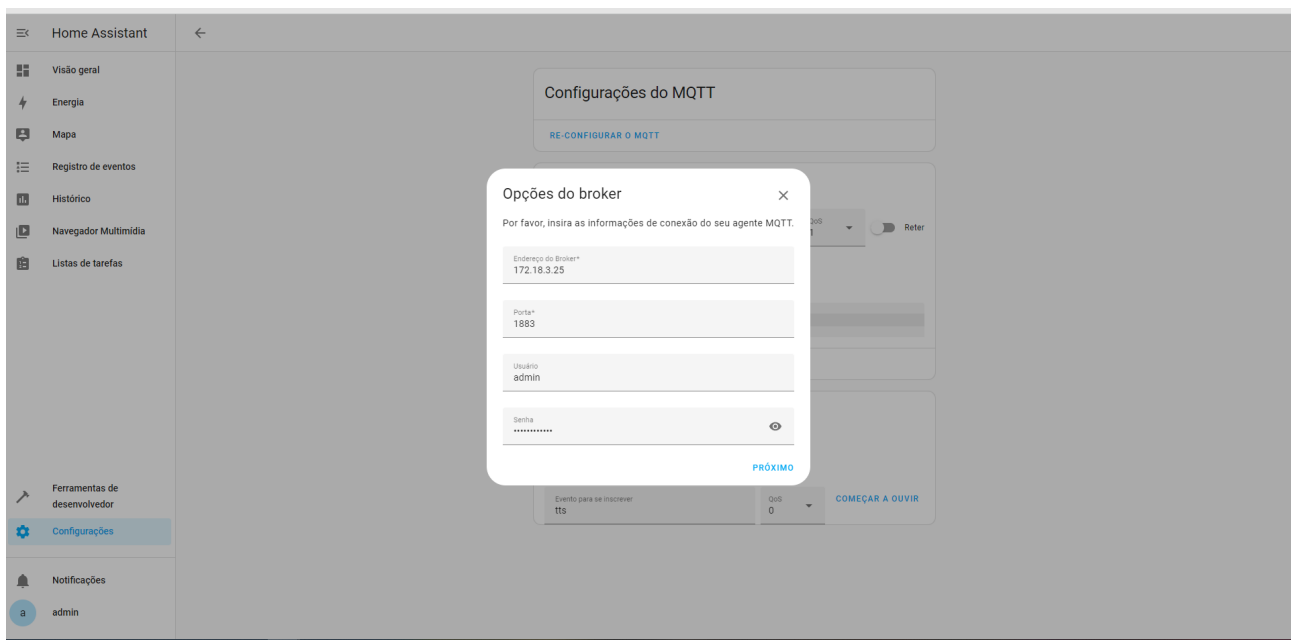 Home Assistant
Visão geral
Energia
Mapa
Registro de eventos
Histórico
Navegador Multimídia
Listas de tarefas
Ferramentas de
desenvolvedor
Configurações
Notificações
a
admin
Configurações do MQTT
RE-CONFIGURAR O MQTT
QoS
1
Reter
Opções do broker
Por favor, insira as informações de conexão do seu agente MQTT.
Endereço do Broker*
172.18.3.25
Porta*
1883
Usuário
admin
Senha
••••••••••••
PRÓXIMO
Evento para se inscrever
tts
QoS
0
COMEÇAR A OUVIR